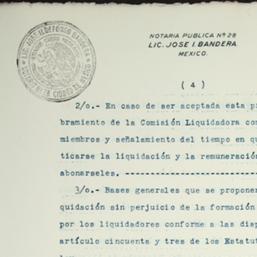 NOTARIA PUBLICA Nº 28
LIC. JOSE I. BANDERA
MEXICO.
( 4 )
2/o.- En caso de ser aceptada esta p
bramiento de la Comisión Liquidadora co
miembros y señalamiento del tiempo en qu
ticarse la liquidación y la remuneració
abonarseles.
3/o.- Bases generales que se propone
quidación sin perjuicio de la formación
por los liquidadores conforme a las disp
artículo cincuenta y tres de los Estatut